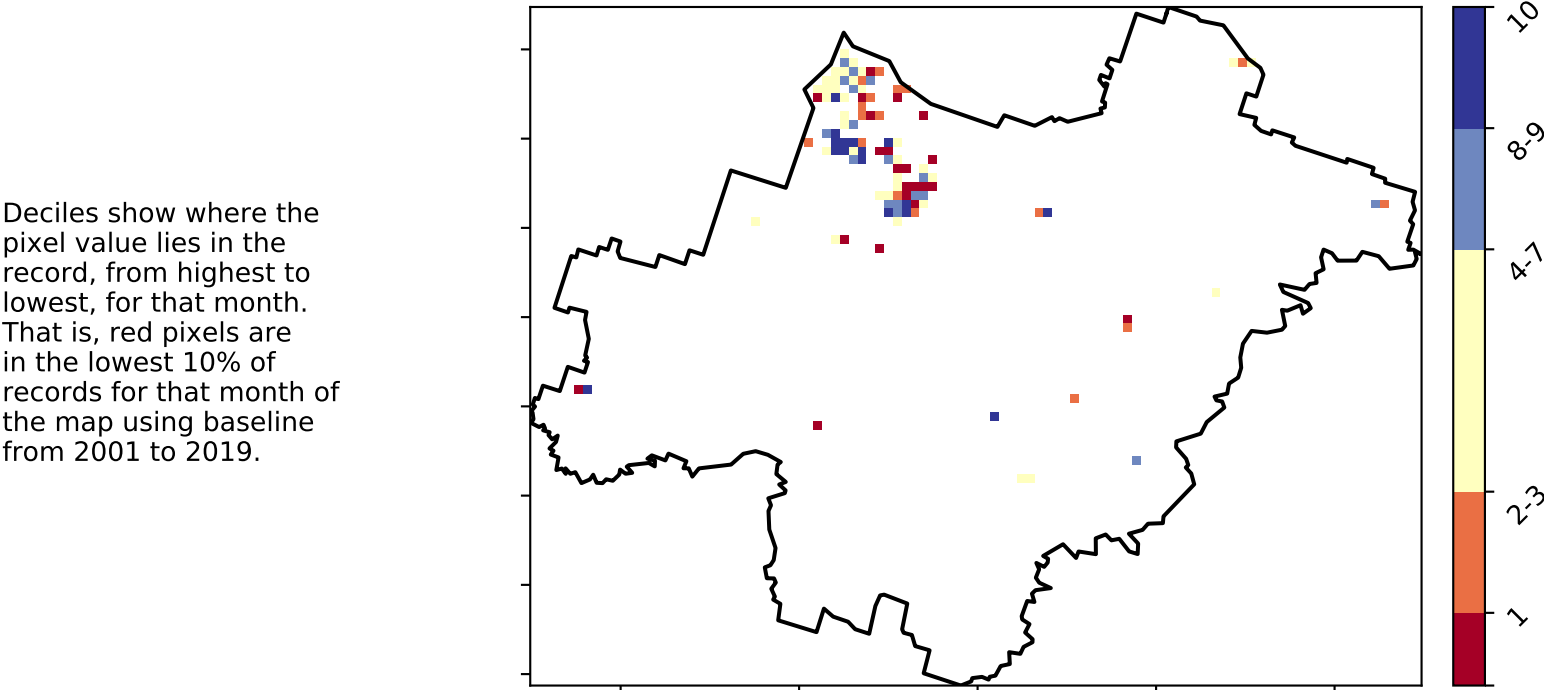 Deciles show where the
pixel value lies in the
record, from highest to
lowest, for that month.
That is, red pixels are
in the lowest 10% of
records for that month of
the map using baseline
from 2001 to 2019.
10
8-9
4-7
2-3
1